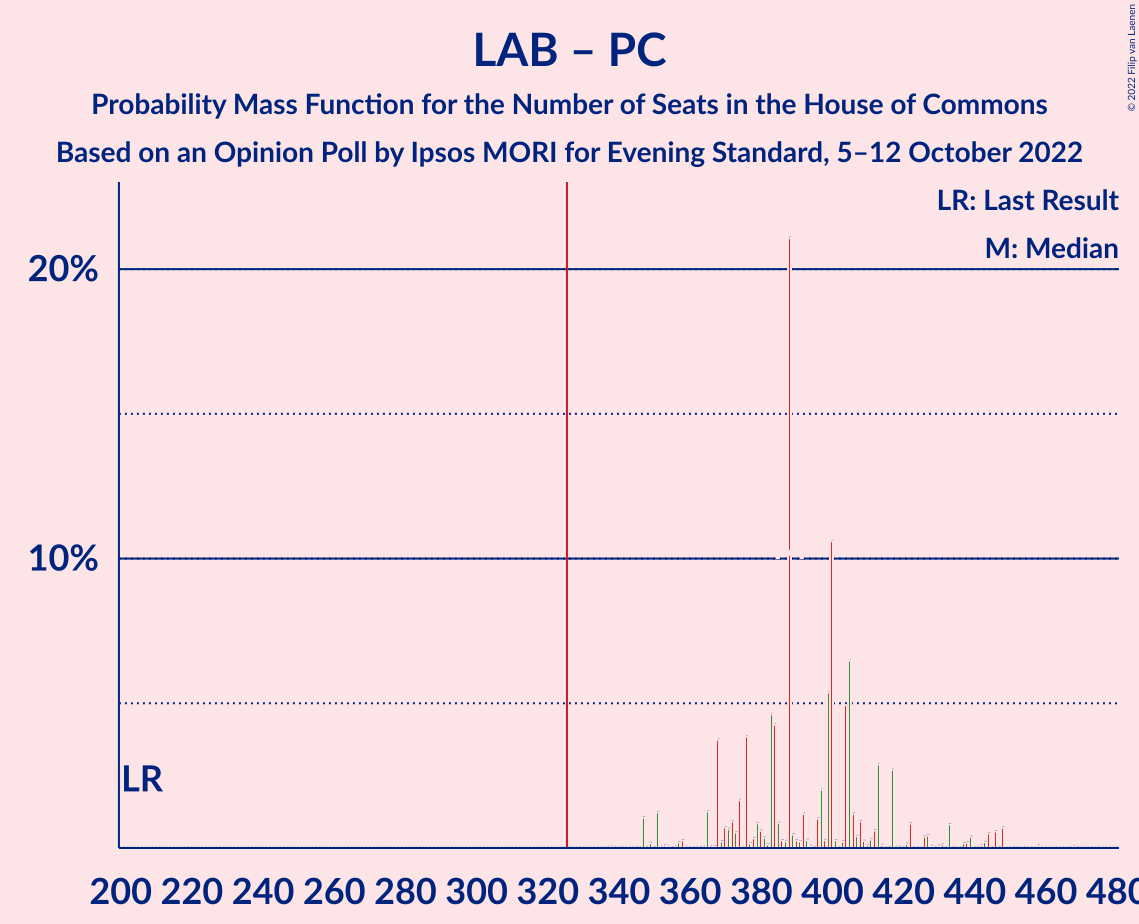 LAB – PC
Probability Mass Function for the Number of Seats in the House of Commons
Based on an Opinion Poll by Ipsos MORI for Evening Standard, 5–12 October 2022
© 2022 Filip van Laenen
LR: Last Result
M: Median
20%
10%
LR
200 220 240 260 280 300 320 340 360 380 400 420 440 460 480